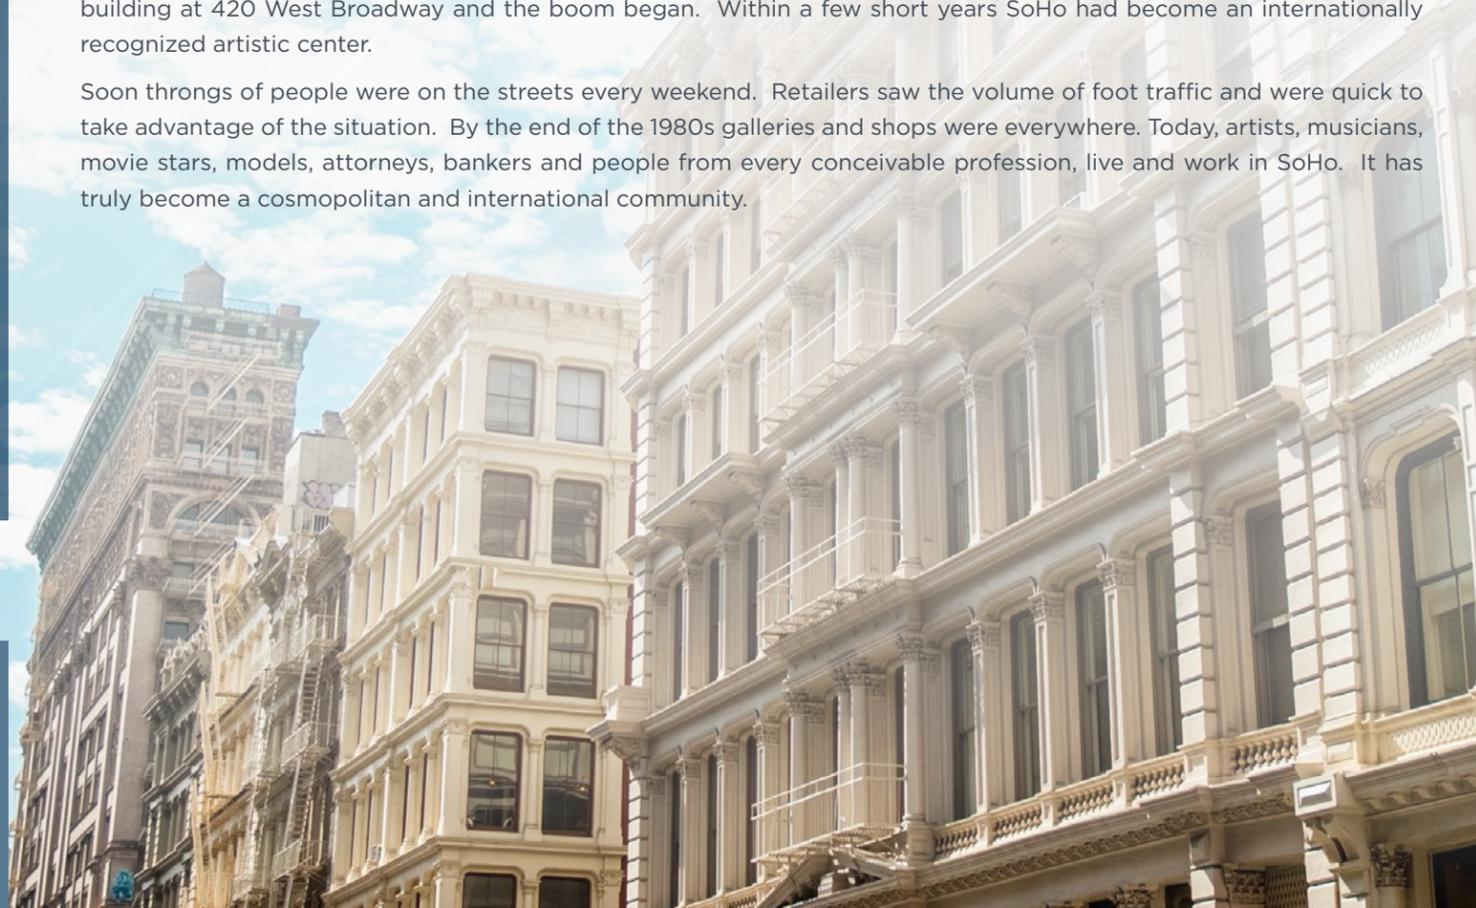 building at 420 West Broadway and the boom began.  Within a few short years SoHo had become an internationally
recognized artistic center.
Soon throngs of people were on the streets every weekend.  Retailers saw the volume of foot traffic and were quick to
take advantage of the situation.  By the end of the 1980s galleries and shops were everywhere. Today, artists, musicians,
movie stars, models, attorneys, bankers and people from every conceivable profession, live and work in SoHo.  It has
truly become a cosmopolitan and international community.